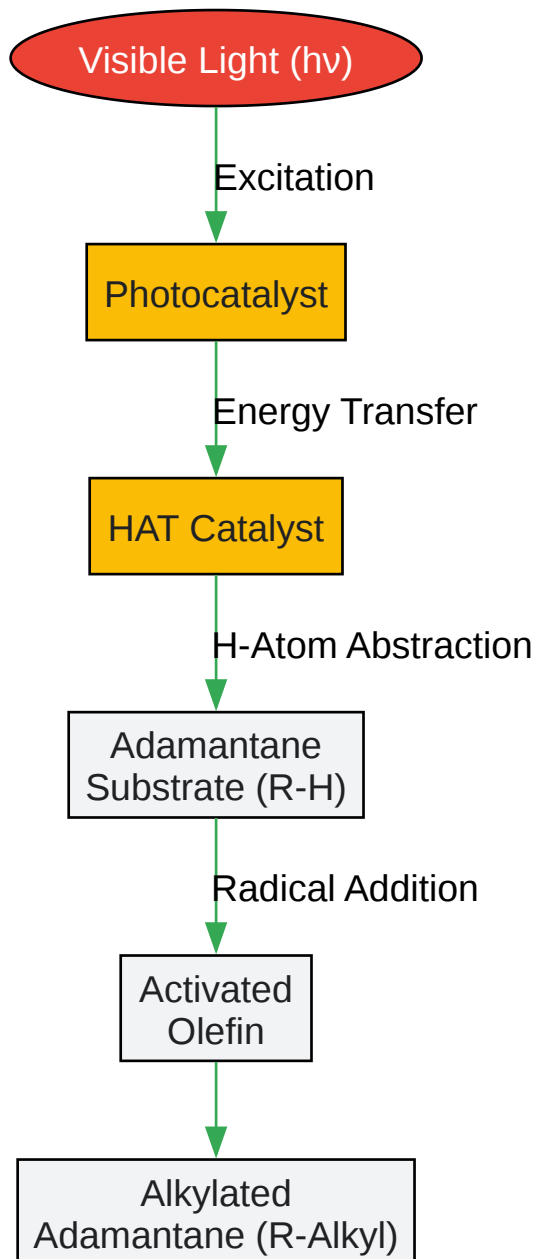 Visible Light (hν)
Excitation
Photocatalyst
Energy Transfer
HAT Catalyst
H-Atom Abstraction
Adamantane
Substrate (R-H)
Radical Addition
Activated
Olefin
Alkylated
Adamantane (R-Alkyl)